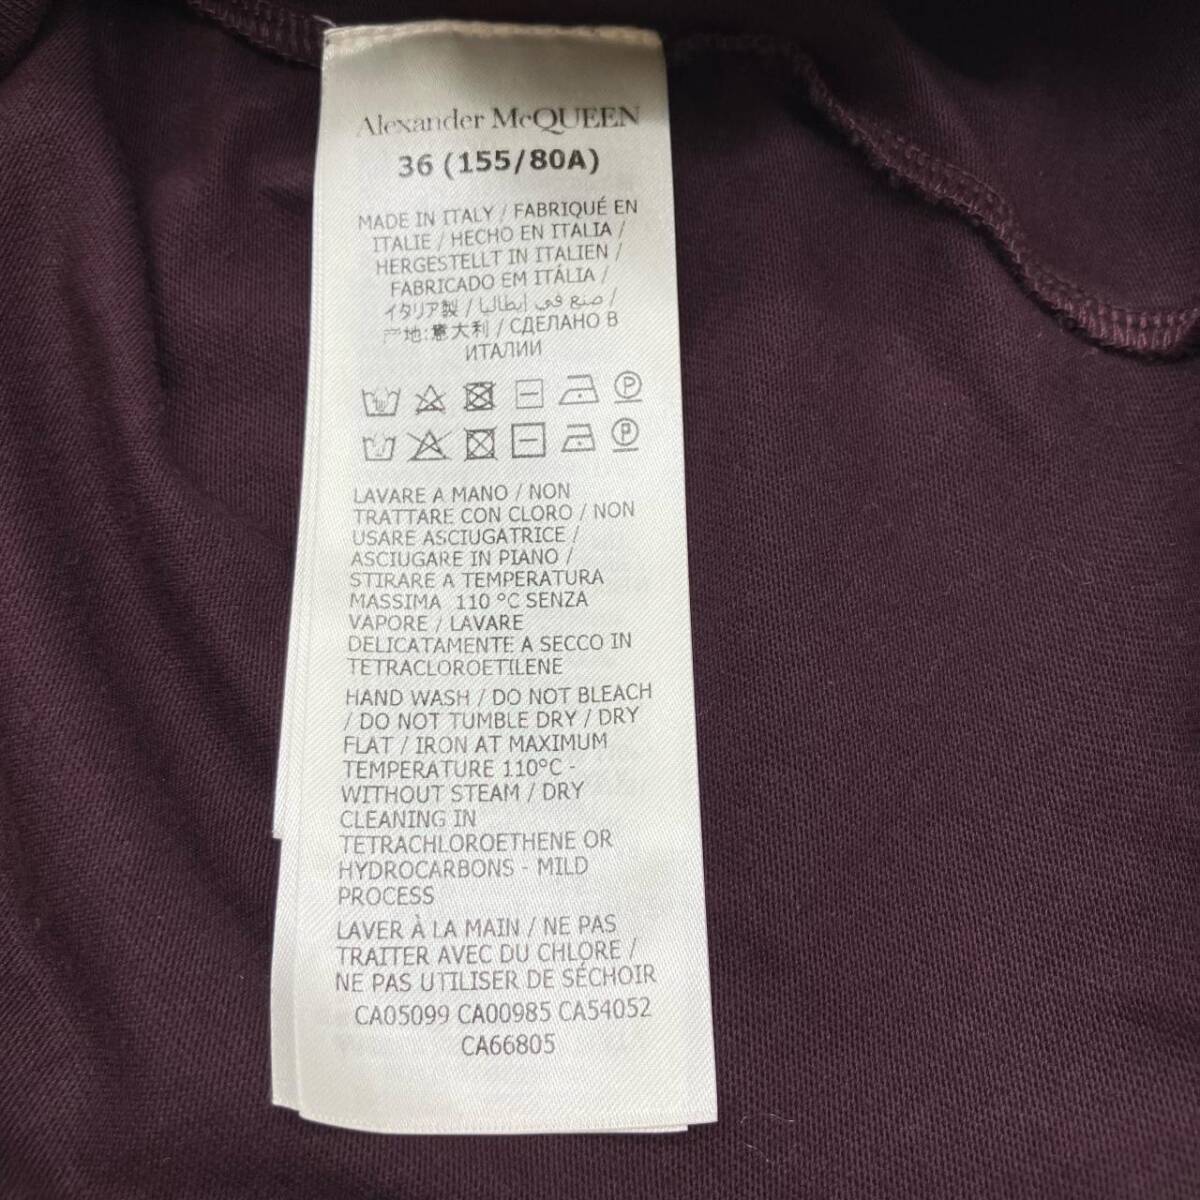 Alexander McQUEEN
36 (155/80A)
MADE IN ITALY / FABRIQUÉ EN
ITALIE / HECHO EN ITALIA /
HERGESTELLT IN ITALIEN /
FABRICADO EM ITÁLIA /
イタリア製 / صنع في إيطاليا /
产地:意大利 / СДЕЛАНО В
ИТАЛИИ
P
P
LAVARE A MANO / NON
TRATTARE CON CLORO / NON
USARE ASCIUGATRICE /
ASCIUGARE IN PIANO /
STIRARE A TEMPERATURA
MASSIMA 110 °C SENZA
VAPORE / LAVARE
DELICATAMENTE A SECCO IN
TETRACLOROETILENE
HAND WASH / DO NOT BLEACH
/ DO NOT TUMBLE DRY / DRY
FLAT / IRON AT MAXIMUM
TEMPERATURE 110°C -
WITHOUT STEAM / DRY
CLEANING IN
TETRACHLOROETHENE OR
HYDROCARBONS - MILD
PROCESS
LAVER À LA MAIN / NE PAS
TRAITER AVEC DU CHLORE /
NE PAS UTILISER DE SÉCHOIR
CA05099 CA00985 CA54052
CA66805